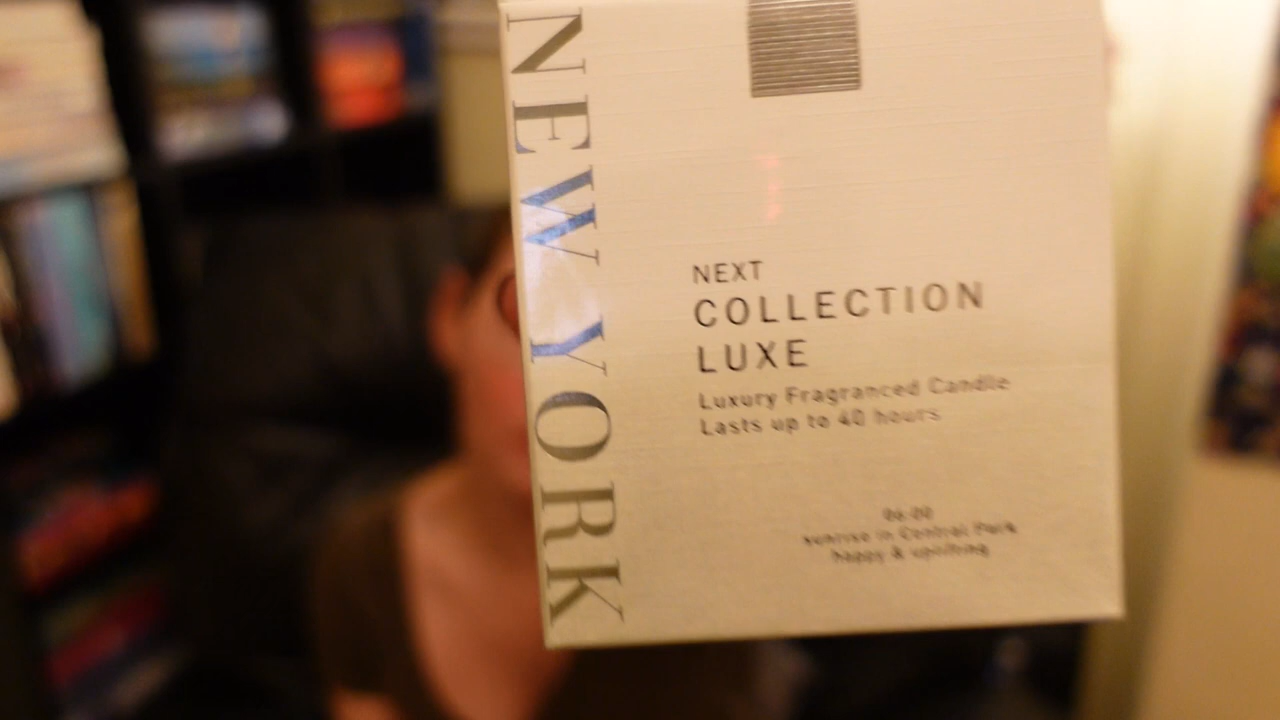 NEW YORK
NEXT
COLLECTION
LUXE
Luxury Fragranced Candle
Lasts up to 40 hours
06.00
sunrise in Central Park
happy & uplifting